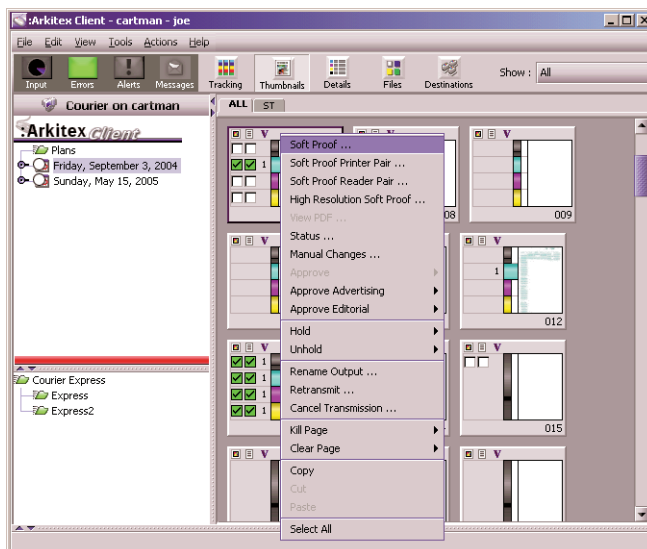 :Arkitex Client - cartman - joe
File Edit View Tools Actions Help
Input Errors Alerts Messages Tracking Thumbnails Details Files Destinations Show : All
Courier on cartman
ALL ST
:Arkitex Client
Plans
Friday, September 3, 2004
Sunday, May 15, 2005
Courier Express
Express
Express2
V V V
1
08
009
V V
1
012
V V
1
1
1
1
015
V V
Soft Proof ...
Soft Proof Printer Pair ...
Soft Proof Reader Pair ...
High Resolution Soft Proof ...
View PDF ...
Status ...
Manual Changes ...
Approve
Approve Advertising
Approve Editorial
Hold
Unhold
Rename Output ...
Retransmit ...
Cancel Transmission ...
Kill Page
Clear Page
Copy
Cut
Paste
Select All